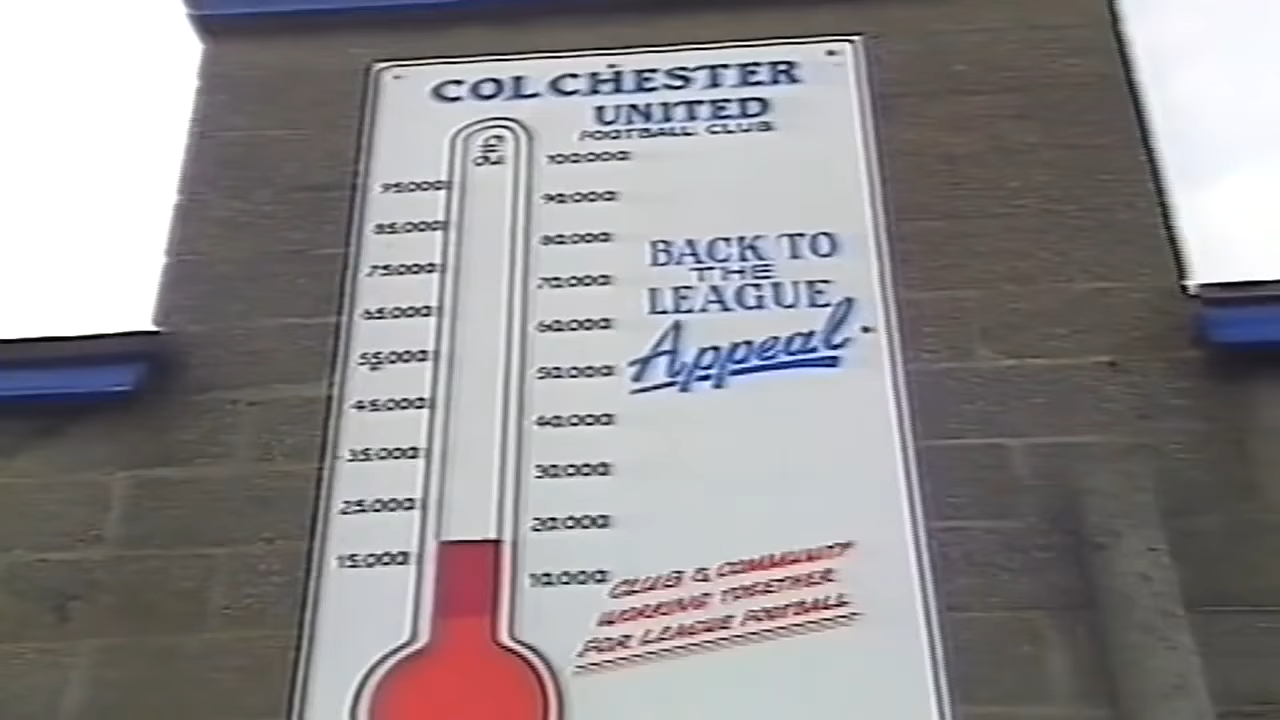 COLCHESTER
UNITED
FOOTBALL CLUB
100,000
95,000
90,000
85,000
80,000
75,000
70,000
65,000
60,000
55,000
50,000
45,000
40,000
35,000
30,000
25,000
20,000
15,000
10,000
BACK TO
THE
LEAGUE
Appeal
CLUB & COMMUNITY
WORKING TOGETHER
FOR LEAGUE FOOTBALL